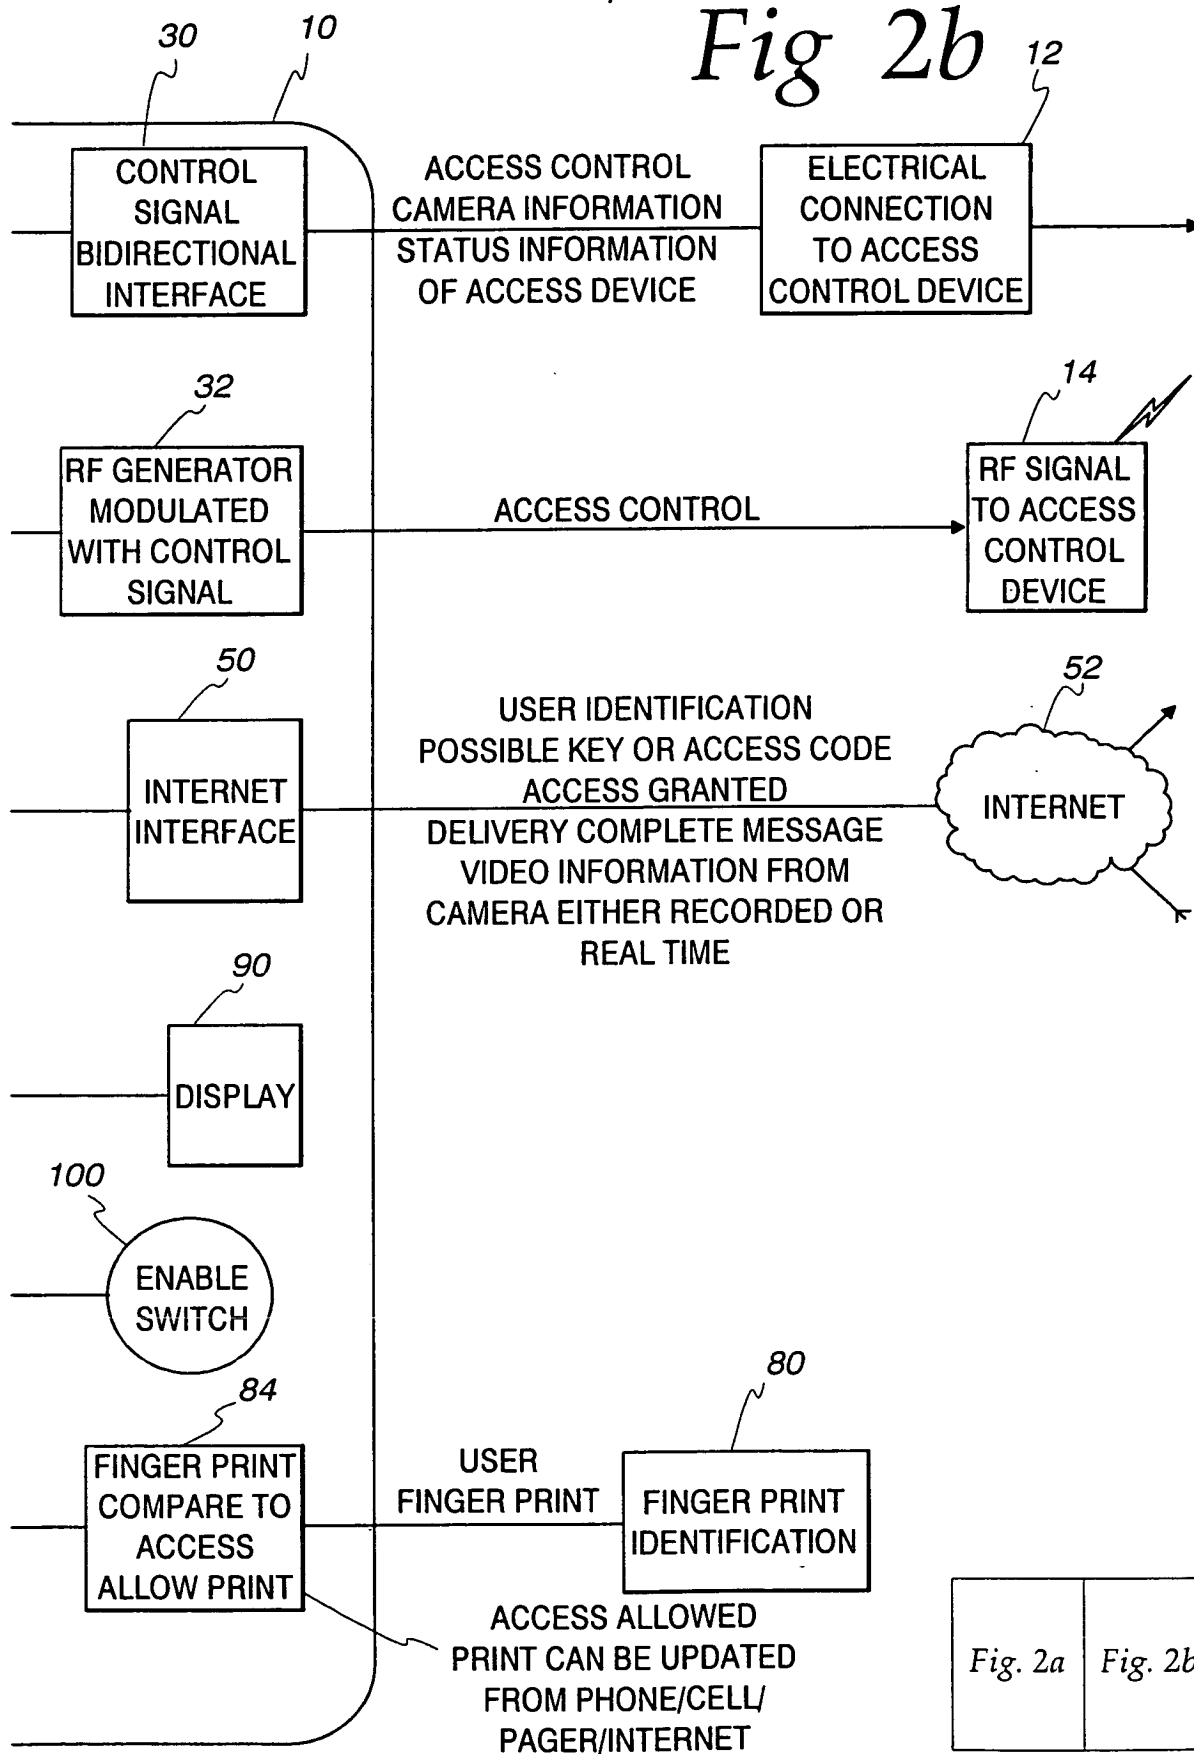 Fig 2b
30
10
12
CONTROL
SIGNAL
BIDIRECTIONAL
INTERFACE
ACCESS CONTROL
CAMERA INFORMATION
STATUS INFORMATION
OF ACCESS DEVICE
ELECTRICAL
CONNECTION
TO ACCESS
CONTROL DEVICE
32
14
RF GENERATOR
MODULATED
WITH CONTROL
SIGNAL
ACCESS CONTROL
RF SIGNAL
TO ACCESS
CONTROL
DEVICE
50
52
INTERNET
INTERFACE
USER IDENTIFICATION
POSSIBLE KEY OR ACCESS CODE
ACCESS GRANTED
DELIVERY COMPLETE MESSAGE
VIDEO INFORMATION FROM
CAMERA EITHER RECORDED OR
REAL TIME
INTERNET
90
DISPLAY
100
ENABLE
SWITCH
84
80
FINGER PRINT
COMPARE TO
ACCESS
ALLOW PRINT
USER
FINGER PRINT
FINGER PRINT
IDENTIFICATION
ACCESS ALLOWED
PRINT CAN BE UPDATED
FROM PHONE/CELL/
PAGER/INTERNET
Fig. 2a
Fig. 2b